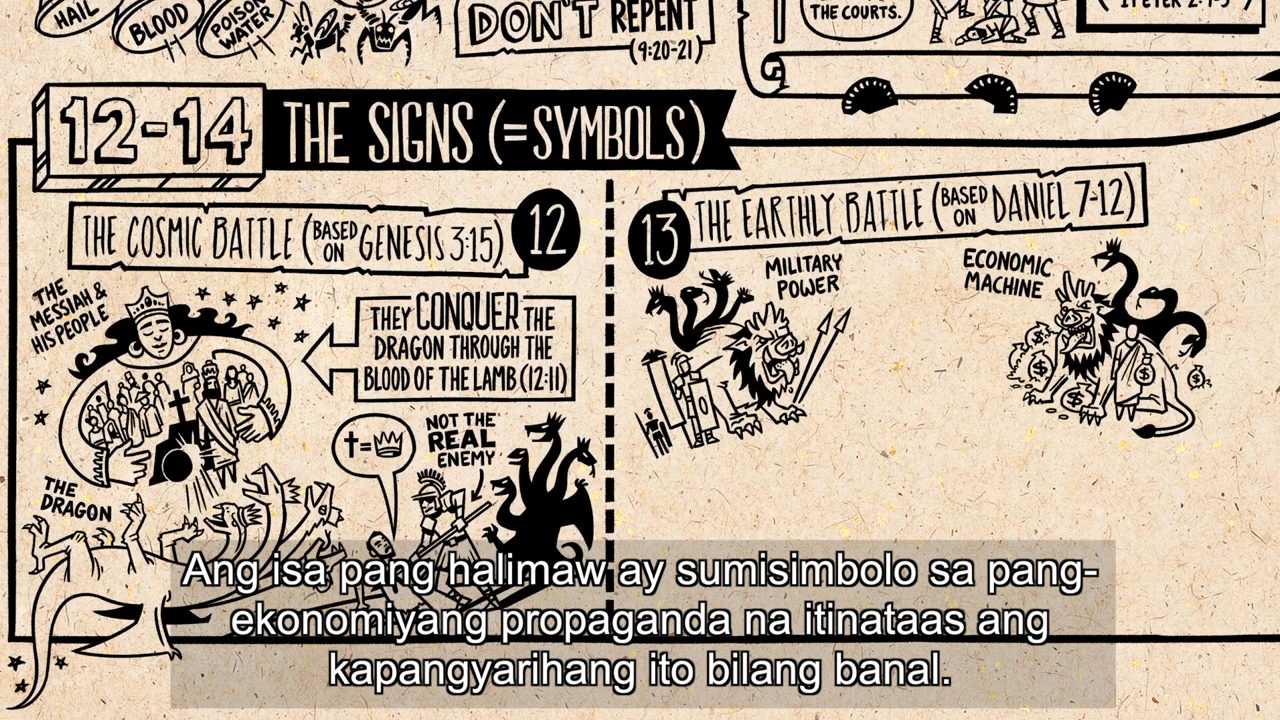 HAIL
BLOOD
POISON
WATER
DON'T REPENT
(9:20-21)
THE COURTS.
12-14
THE SIGNS (=SYMBOLS)
THE COSMIC BATTLE (BASED ON GENESIS 3:15)
12
13
THE EARTHLY BATTLE (BASED ON DANIEL 7-12)
THE
MESSIAH &
HIS PEOPLE
THEY CONQUER THE
DRAGON THROUGH THE
BLOOD OF THE LAMB (12:11)
NOT THE
REAL
ENEMY
THE
DRAGON
MILITARY
POWER
ECONOMIC
MACHINE
Ang isa pang halimaw ay sumisimbolo sa pang-
ekonomiyang propaganda na itinataas ang
kapangyarihang ito bilang banal.